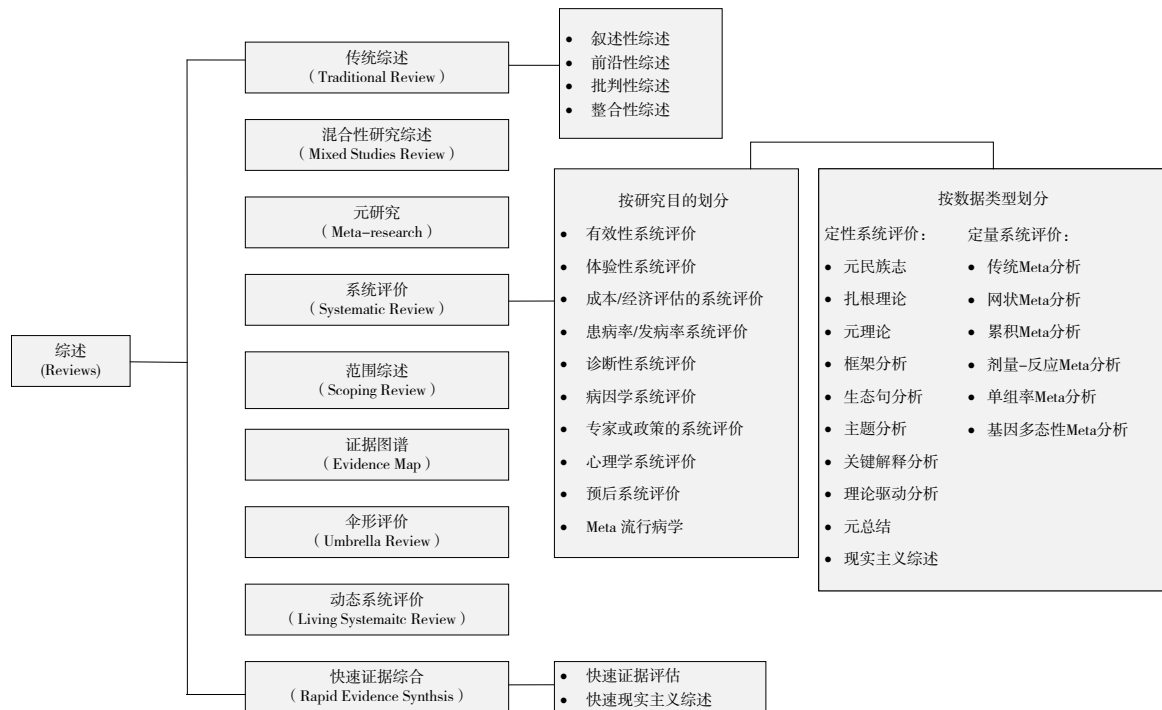 综述
(Reviews)
传统综述
（Traditional Review）
混合性研究综述
（Mixed Studies Review）
元研究
（Meta-research）
系统评价
（Systematic Review）
范围综述
（Scoping Review）
证据图谱
（Evidence Map）
伞形评价
（Umbrella Review）
动态系统评价
（Living Systemaitc Review）
快速证据综合
（Rapid Evidence Synthsis）
• 叙述性综述
• 前沿性综述
• 批判性综述
• 整合性综述
按研究目的划分
• 有效性系统评价
• 体验性系统评价
• 成本/经济评估的系统评价
• 患病率/发病率系统评价
• 诊断性系统评价
• 病因学系统评价
• 专家或政策的系统评价
• 心理学系统评价
• 预后系统评价
• Meta 流行病学
按数据类型划分
定性系统评价：
• 元民族志
• 扎根理论
• 元理论
• 框架分析
• 生态句分析
• 主题分析
• 关键解释分析
• 理论驱动分析
• 元总结
• 现实主义综述
定量系统评价：
• 传统Meta分析
• 网状Meta分析
• 累积Meta分析
• 剂量-反应Meta分析
• 单组率Meta分析
• 基因多态性Meta分析
• 快速证据评估
• 快速现实主义综述